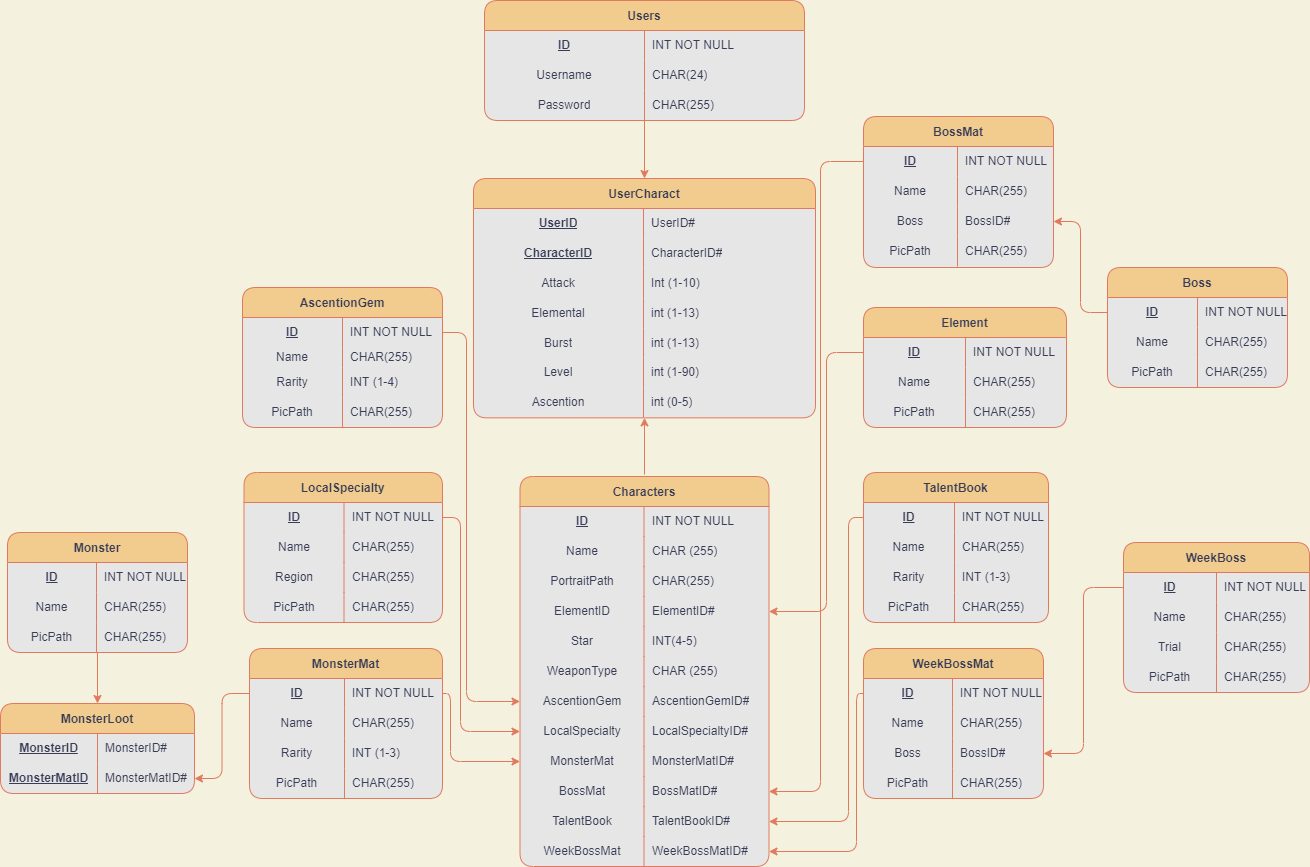 Users
ID INT NOT NULL
Username CHAR(24)
Password CHAR(255)
UserCharact
UserID UserID#
CharacterID CharacterID#
Attack Int (1-10)
Elemental int (1-13)
Burst int (1-13)
Level int (1-90)
Ascention int (0-5)
BossMat
ID INT NOT NULL
Name CHAR(255)
Boss BossID#
PicPath CHAR(255)
Boss
ID INT NOT NULL
Name CHAR(255)
PicPath CHAR(255)
AscentionGem
ID INT NOT NULL
Name CHAR(255)
Rarity INT (1-4)
PicPath CHAR(255)
Element
ID INT NOT NULL
Name CHAR(255)
PicPath CHAR(255)
LocalSpecialty
ID INT NOT NULL
Name CHAR(255)
Region CHAR(255)
PicPath CHAR(255)
Characters
ID INT NOT NULL
Name CHAR (255)
PortraitPath CHAR(255)
ElementID ElementID#
Star INT(4-5)
WeaponType CHAR (255)
AscentionGem AscentionGemID#
LocalSpecialty LocalSpecialtyID#
MonsterMat MonsterMatID#
BossMat BossMatID#
TalentBook TalentBookID#
WeekBossMat WeekBossMatID#
TalentBook
ID INT NOT NULL
Name CHAR(255)
Rarity INT (1-3)
PicPath CHAR(255)
Monster
ID INT NOT NULL
Name CHAR(255)
PicPath CHAR(255)
WeekBoss
ID INT NOT NULL
Name CHAR(255)
Trial CHAR(255)
PicPath CHAR(255)
MonsterMat
ID INT NOT NULL
Name CHAR(255)
Rarity INT (1-3)
PicPath CHAR(255)
WeekBossMat
ID INT NOT NULL
Name CHAR(255)
Boss BossID#
PicPath CHAR(255)
MonsterLoot
MonsterID MonsterID#
MonsterMatID MonsterMatID#